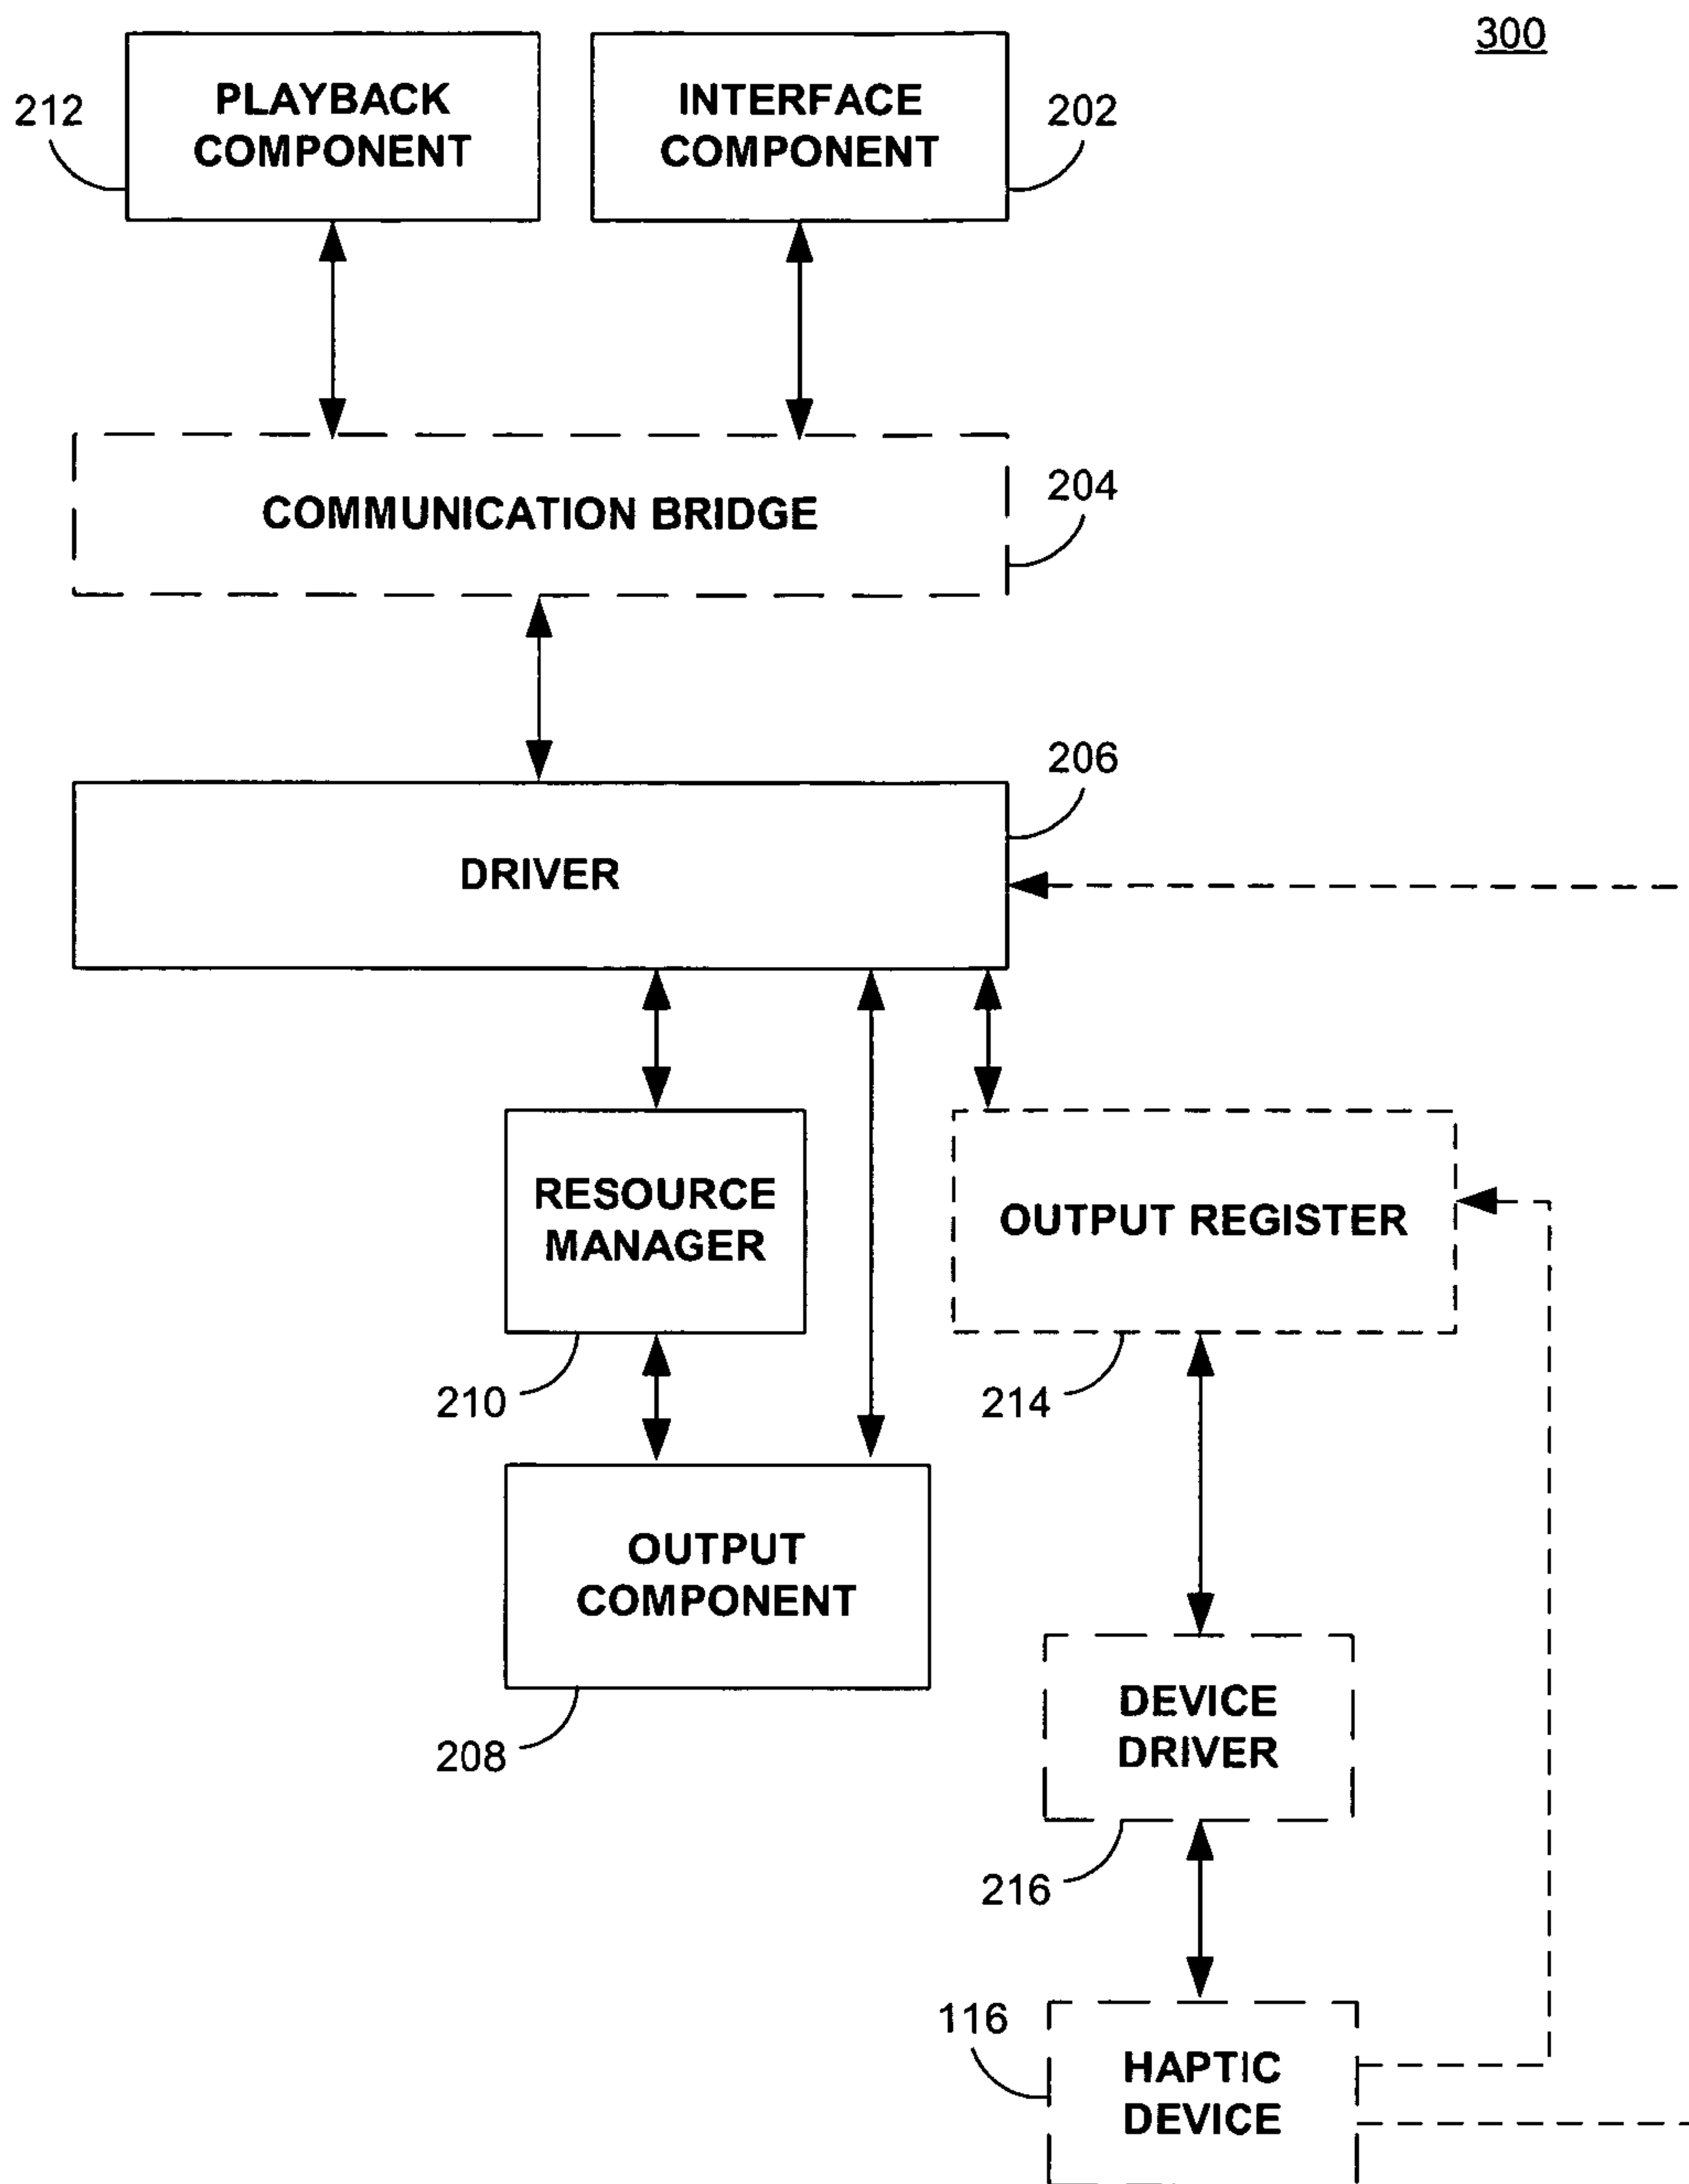 300
PLAYBACK
COMPONENT
212
INTERFACE
COMPONENT
202
COMMUNICATION BRIDGE
204
206
DRIVER
RESOURCE
MANAGER
210
OUTPUT REGISTER
214
OUTPUT
COMPONENT
208
DEVICE
DRIVER
216
116
HAPTIC
DEVICE